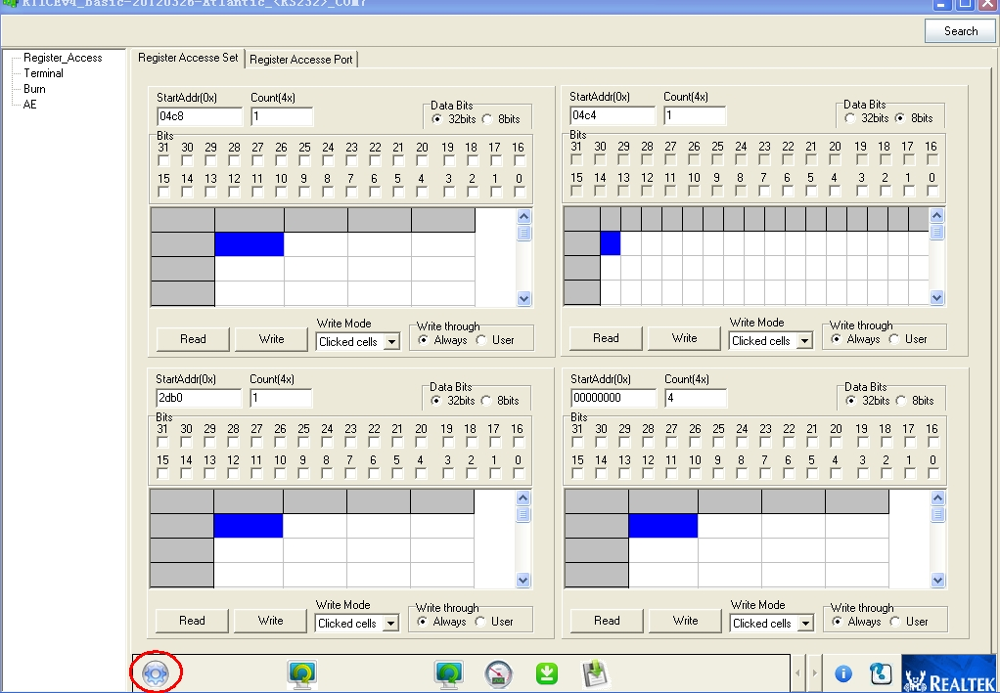 RTICEV4_Basic-20120326-Atlantic_<RS232>_COM7
Search
Register_Access
Terminal
Burn
AE
Register Accesse Set
Register Accesse Port
StartAddr(0x) Count(4x)
04c8 1
Data Bits
32bits 8bits
Bits
31 30 29 28 27 26 25 24 23 22 21 20 19 18 17 16
15 14 13 12 11 10 9 8 7 6 5 4 3 2 1 0
Read Write
Write Mode
Clicked cells
Write through
Always User
StartAddr(0x) Count(4x)
04c4 1
Data Bits
32bits 8bits
Bits
31 30 29 28 27 26 25 24 23 22 21 20 19 18 17 16
15 14 13 12 11 10 9 8 7 6 5 4 3 2 1 0
Read Write
Write Mode
Clicked cells
Write through
Always User
StartAddr(0x) Count(4x)
2db0 1
Data Bits
32bits 8bits
Bits
31 30 29 28 27 26 25 24 23 22 21 20 19 18 17 16
15 14 13 12 11 10 9 8 7 6 5 4 3 2 1 0
Read Write
Write Mode
Clicked cells
Write through
Always User
StartAddr(0x) Count(4x)
00000000 4
Data Bits
32bits 8bits
Bits
31 30 29 28 27 26 25 24 23 22 21 20 19 18 17 16
15 14 13 12 11 10 9 8 7 6 5 4 3 2 1 0
Read Write
Write Mode
Clicked cells
Write through
Always User
REALTEK